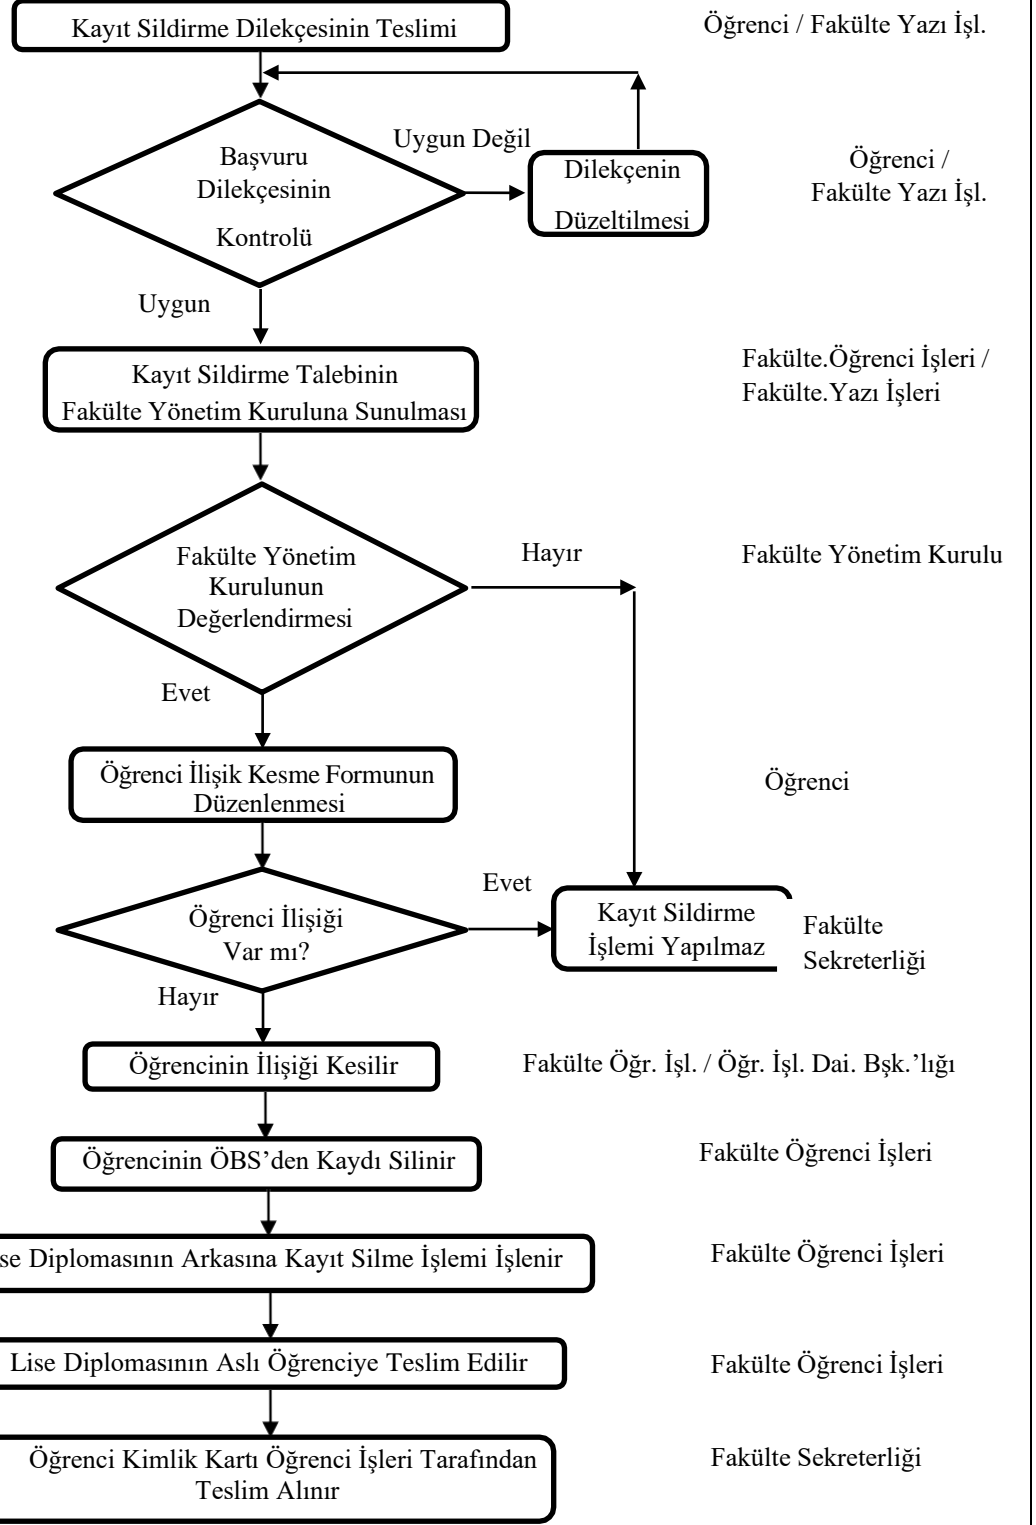 Kayıt Sildirme Dilekçesinin Teslimi
Öğrenci / Fakülte Yazı İşl.
Uygun Değil
Başvuru
Dilekçesinin
Kontrolü
Dilekçenin
Düzeltilmesi
Öğrenci /
Fakülte Yazı İşl.
Uygun
Kayıt Sildirme Talebinin
Fakülte Yönetim Kuruluna Sunulması
Fakülte.Öğrenci İşleri /
Fakülte.Yazı İşleri
Fakülte Yönetim
Kurulunun
Değerlendirmesi
Hayır
Fakülte Yönetim Kurulu
Evet
Öğrenci İlişik Kesme Formunun
Düzenlenmesi
Öğrenci
Öğrenci İlişiği
Var mı?
Evet
Kayıt Sildirme
İşlemi Yapılmaz
Fakülte
Sekreterliği
Hayır
Öğrencinin İlişiği Kesilir
Fakülte Öğr. İşl. / Öğr. İşl. Dai. Bşk.’lığı
Öğrencinin ÖBS’den Kaydı Silinir
Fakülte Öğrenci İşleri
se Diplomasının Arkasına Kayıt Silme İşlemi İşlenir
Fakülte Öğrenci İşleri
Lise Diplomasının Aslı Öğrenciye Teslim Edilir
Fakülte Öğrenci İşleri
Öğrenci Kimlik Kartı Öğrenci İşleri Tarafından
Teslim Alınır
Fakülte Sekreterliği